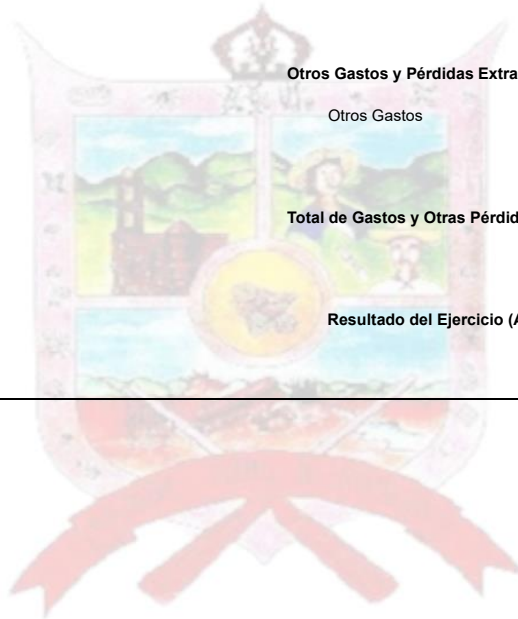 Otros Gastos y Pérdidas Extra
Otros Gastos
Total de Gastos y Otras Pérdid
Resultado del Ejercicio (A